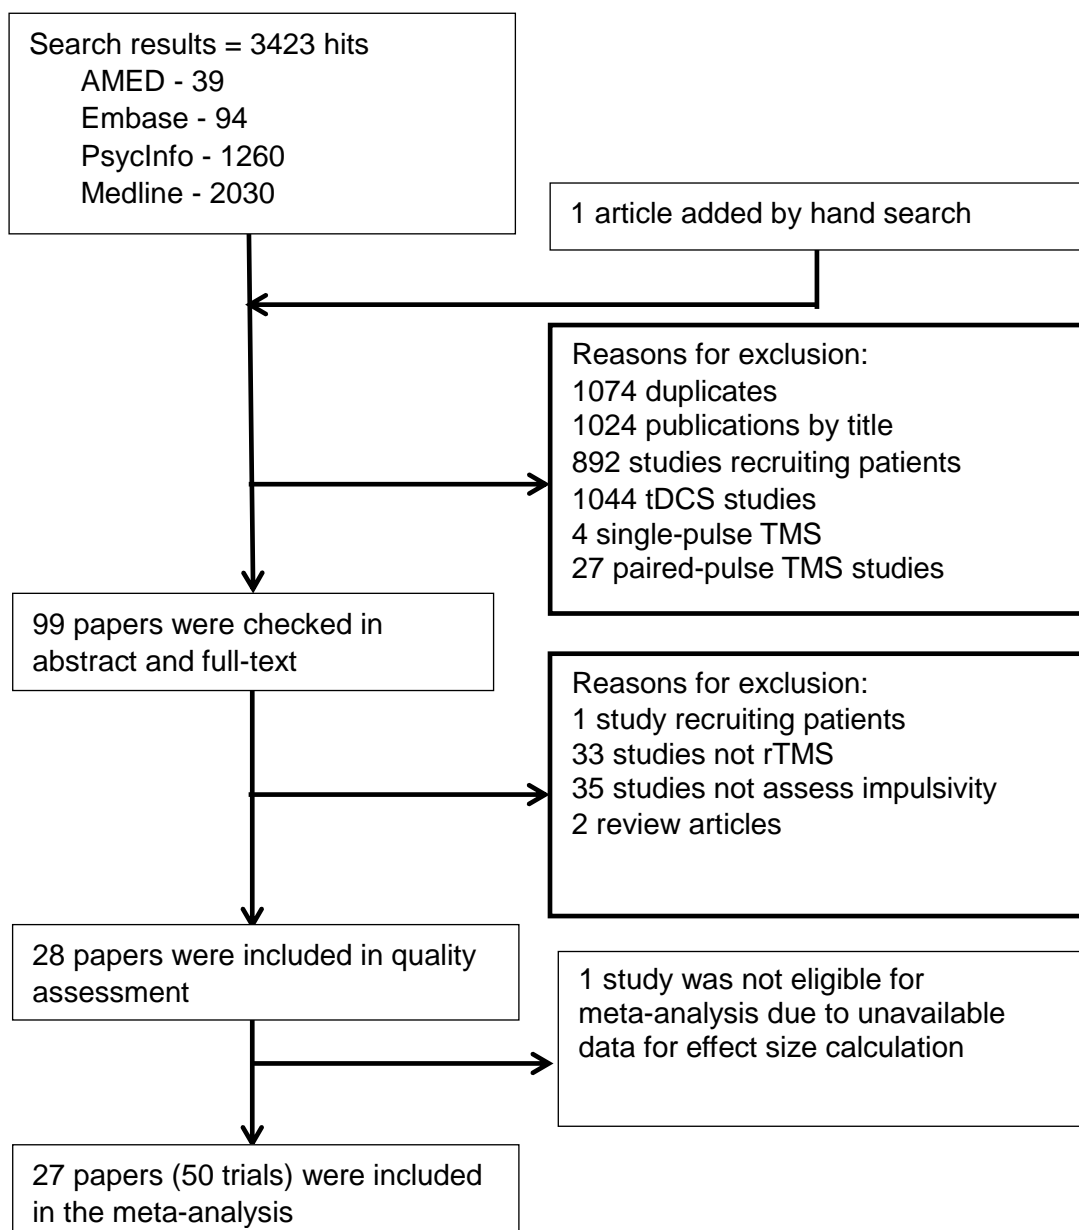 Search results = 3423 hits
AMED - 39
Embase - 94
PsycInfo - 1260
Medline - 2030
1 article added by hand search
Reasons for exclusion:
1074 duplicates
1024 publications by title
892 studies recruiting patients
1044 tDCS studies
4 single-pulse TMS
27 paired-pulse TMS studies
99 papers were checked in
abstract and full-text
Reasons for exclusion:
1 study recruiting patients
33 studies not rTMS
35 studies not assess impulsivity
2 review articles
28 papers were included in quality
assessment
1 study was not eligible for
meta-analysis due to unavailable
data for effect size calculation
27 papers (50 trials) were included
in the meta-analysis